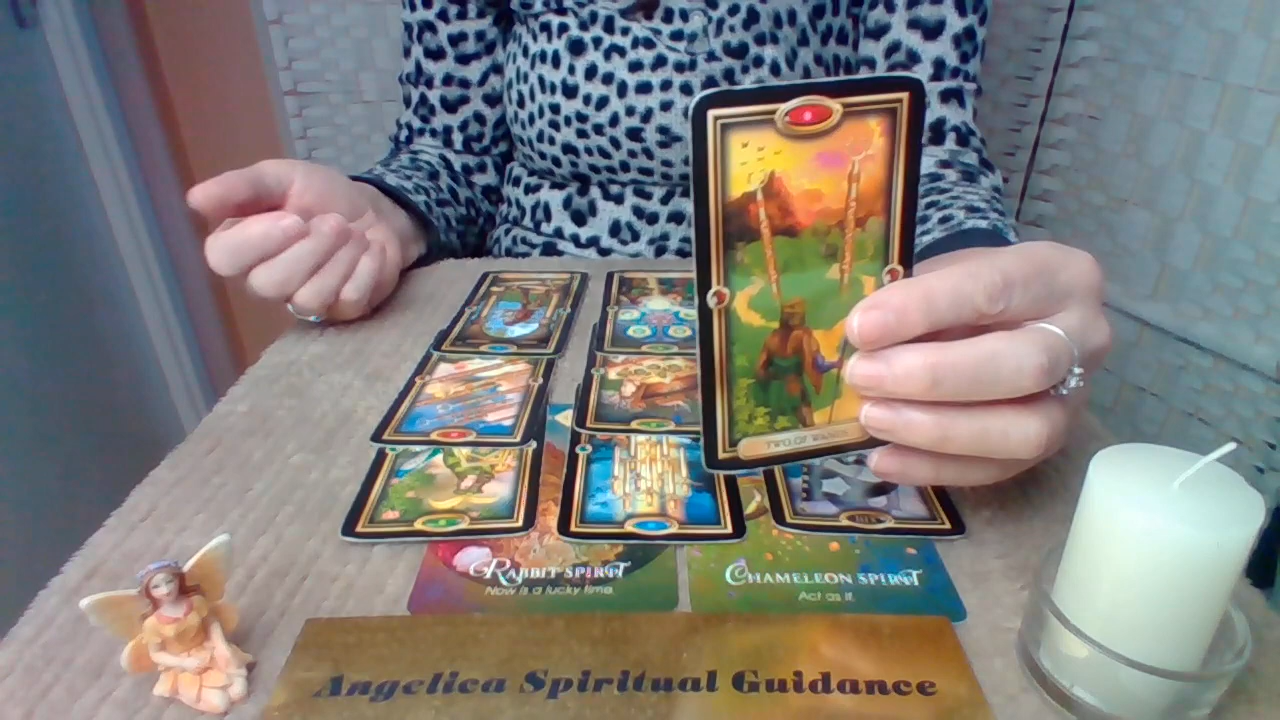 TWO OF WANDS
RABBIT SPIRIT
Now is a lucky time.
CHAMELEON SPIRIT
Act as if.
Angelica Spiritual Guidance